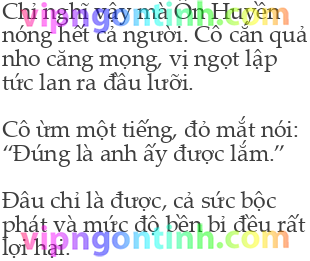 Chỉ nghĩ vậy mà Ôn Huyền
vipngontinh.com
nóng hết cả người. Cô cắn quả
nho căng mọng, vị ngọt lập
tức lan ra đầu lưỡi.
Cô ừm một tiếng, đỏ mắt nói:
“Đúng là anh ấy được lắm.”
Đâu chỉ là được, cả sức bộc
phát và mức độ bền bỉ đều rất
vipngontinh.com
lợi hại.